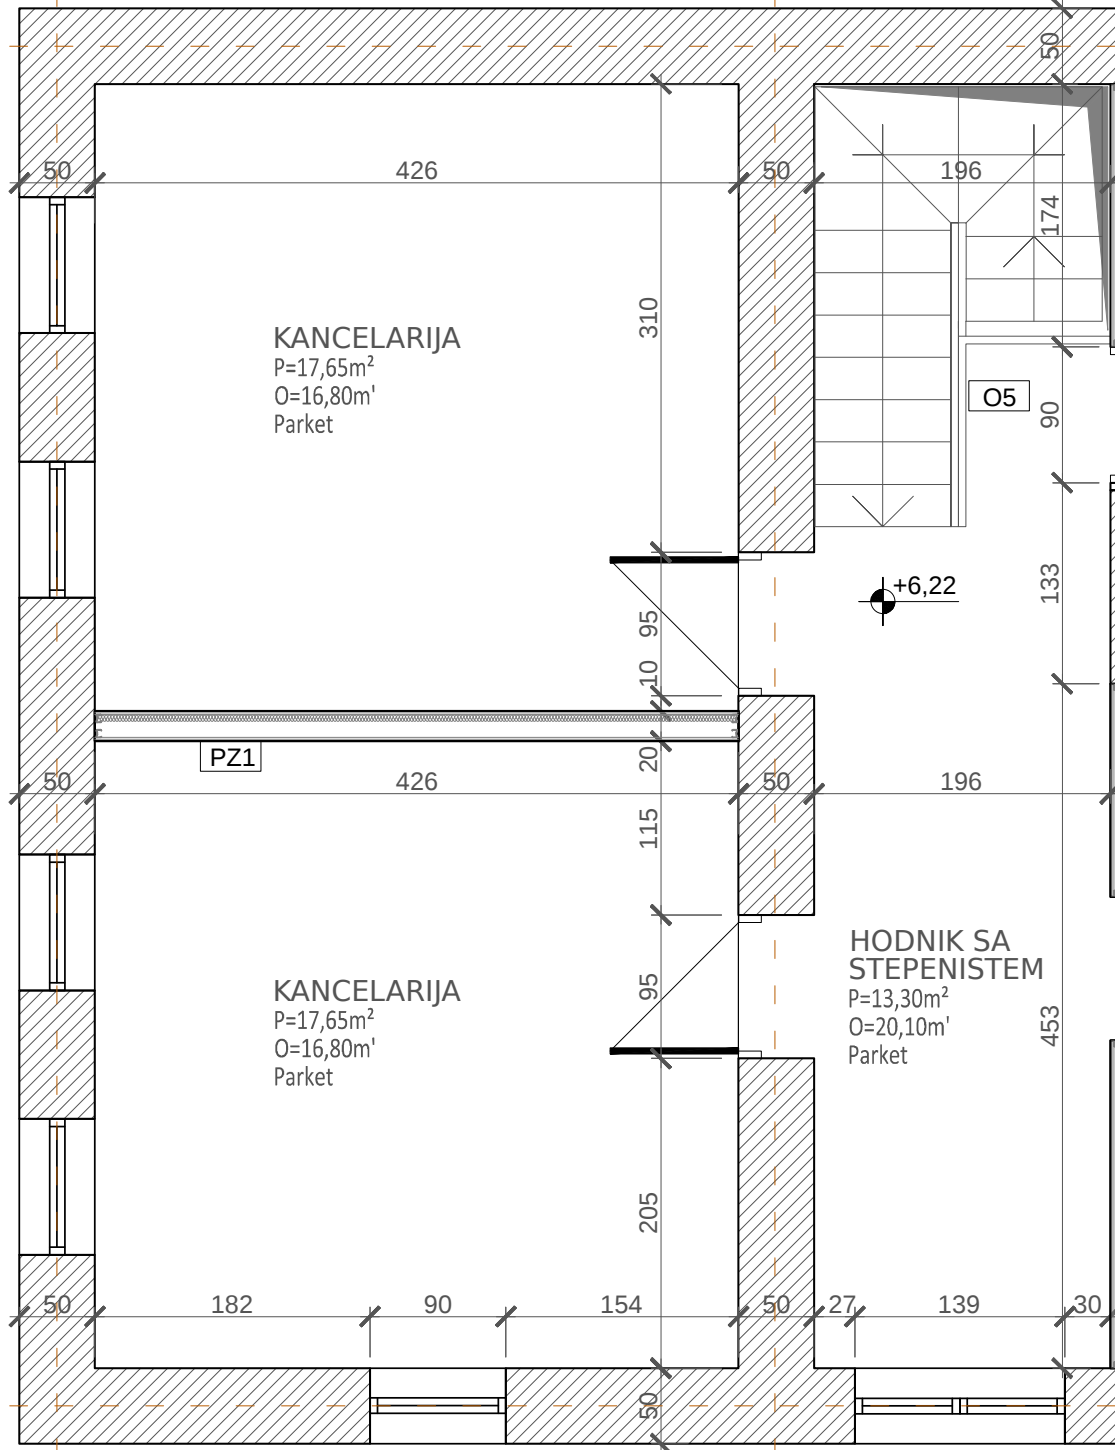 50
50
426
50
196
174
310
KANCELARIJA
P=17,65m²
O=16,80m'
Parket
O5
90
+6,22
133
95
10
PZ1
20
50
426
50
196
115
HODNIK SA
STEPENISTEM
P=13,30m²
O=20,10m'
Parket
KANCELARIJA
P=17,65m²
O=16,80m'
Parket
95
453
205
50
182
90
154
50
27
139
30
50